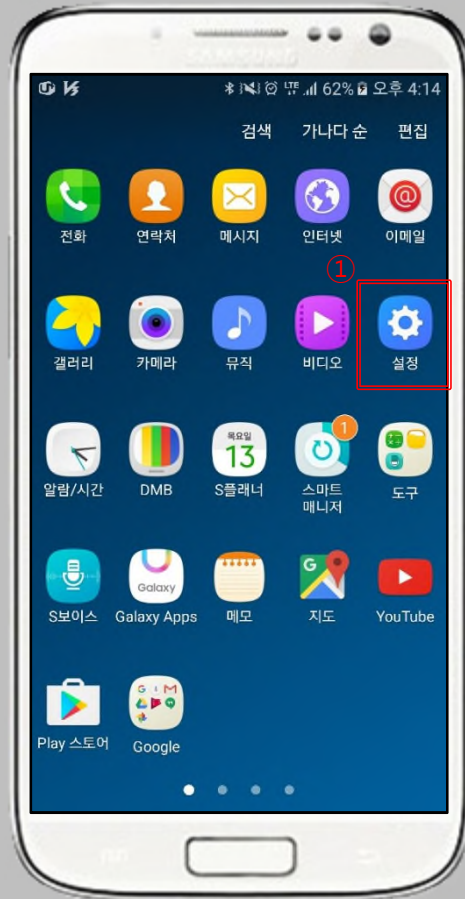 SAMSUNG
LTE 62% 오후 4:14
검색 가나다 순 편집
전화 연락처 메시지 인터넷 이메일
①
갤러리 카메라 뮤직 비디오 설정
목요일
13
1
알람/시간 DMB S플래너 스마트 매니저 도구
Galaxy
G
S보이스 Galaxy Apps 메모 지도 YouTube
G
Play 스토어 Google